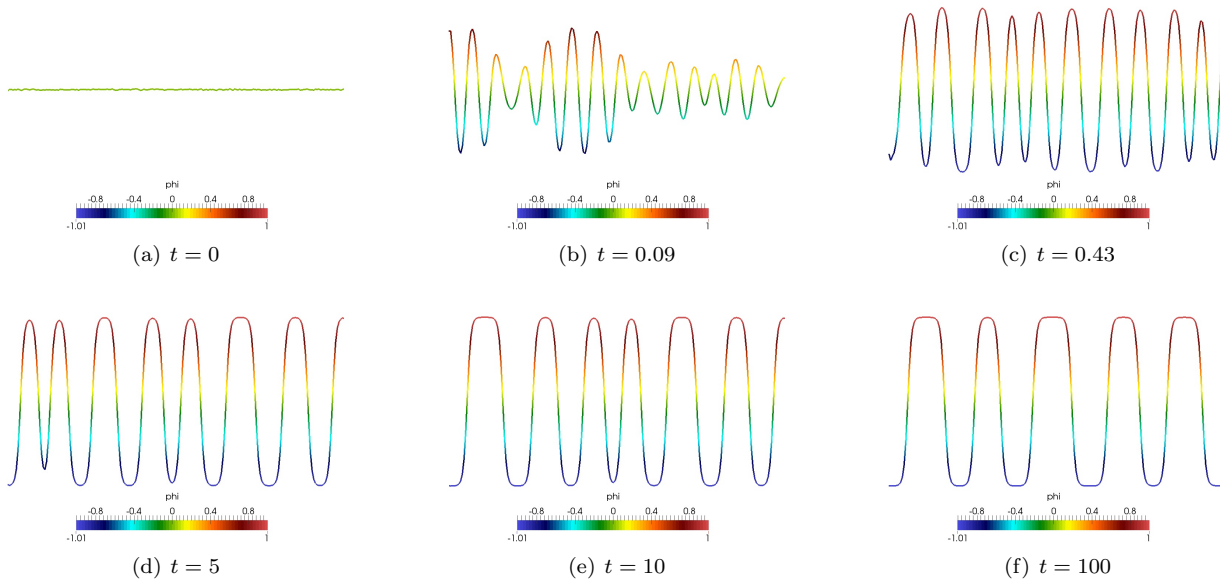 phi
-0.8 -0.4 0 0.4 0.8
-1.01 1
(a) t = 0
phi
-0.8 -0.4 0 0.4 0.8
-1.01 1
(b) t = 0.09
phi
-0.8 -0.4 0 0.4 0.8
-1.01 1
(c) t = 0.43
phi
-0.8 -0.4 0 0.4 0.8
-1.01 1
(d) t = 5
phi
-0.8 -0.4 0 0.4 0.8
-1.01 1
(e) t = 10
phi
-0.8 -0.4 0 0.4 0.8
-1.01 1
(f) t = 100